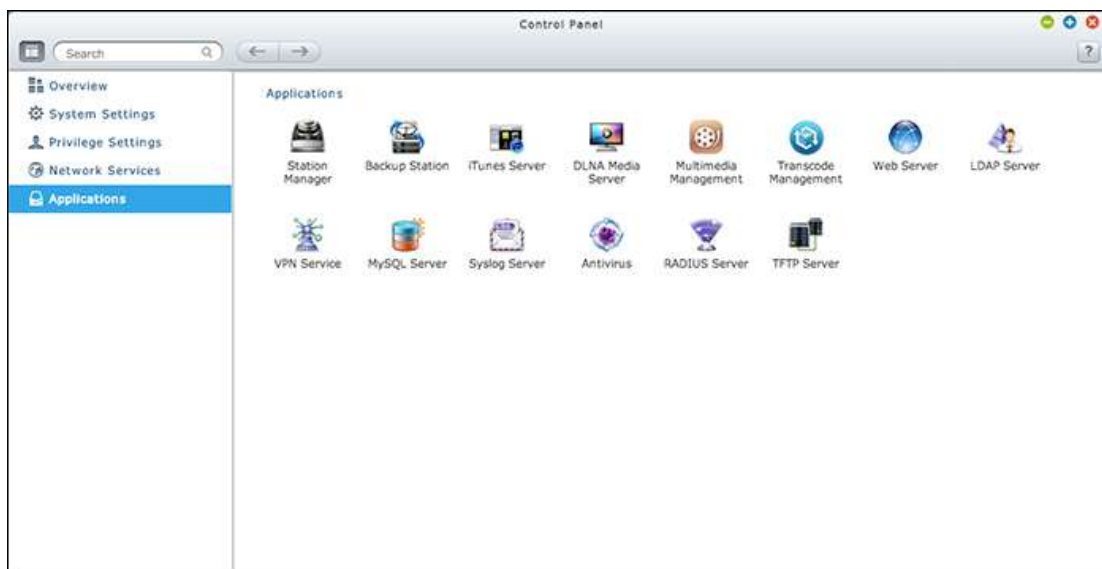 Control Panel
Search
?
Overview
System Settings
Privilege Settings
Network Services
Applications
Applications
Station Manager
Backup Station
iTunes Server
DLNA Media Server
Multimedia Management
Transcode Management
Web Server
LDAP Server
VPN Service
MySQL Server
Syslog Server
Antivirus
RADIUS Server
TFTP Server